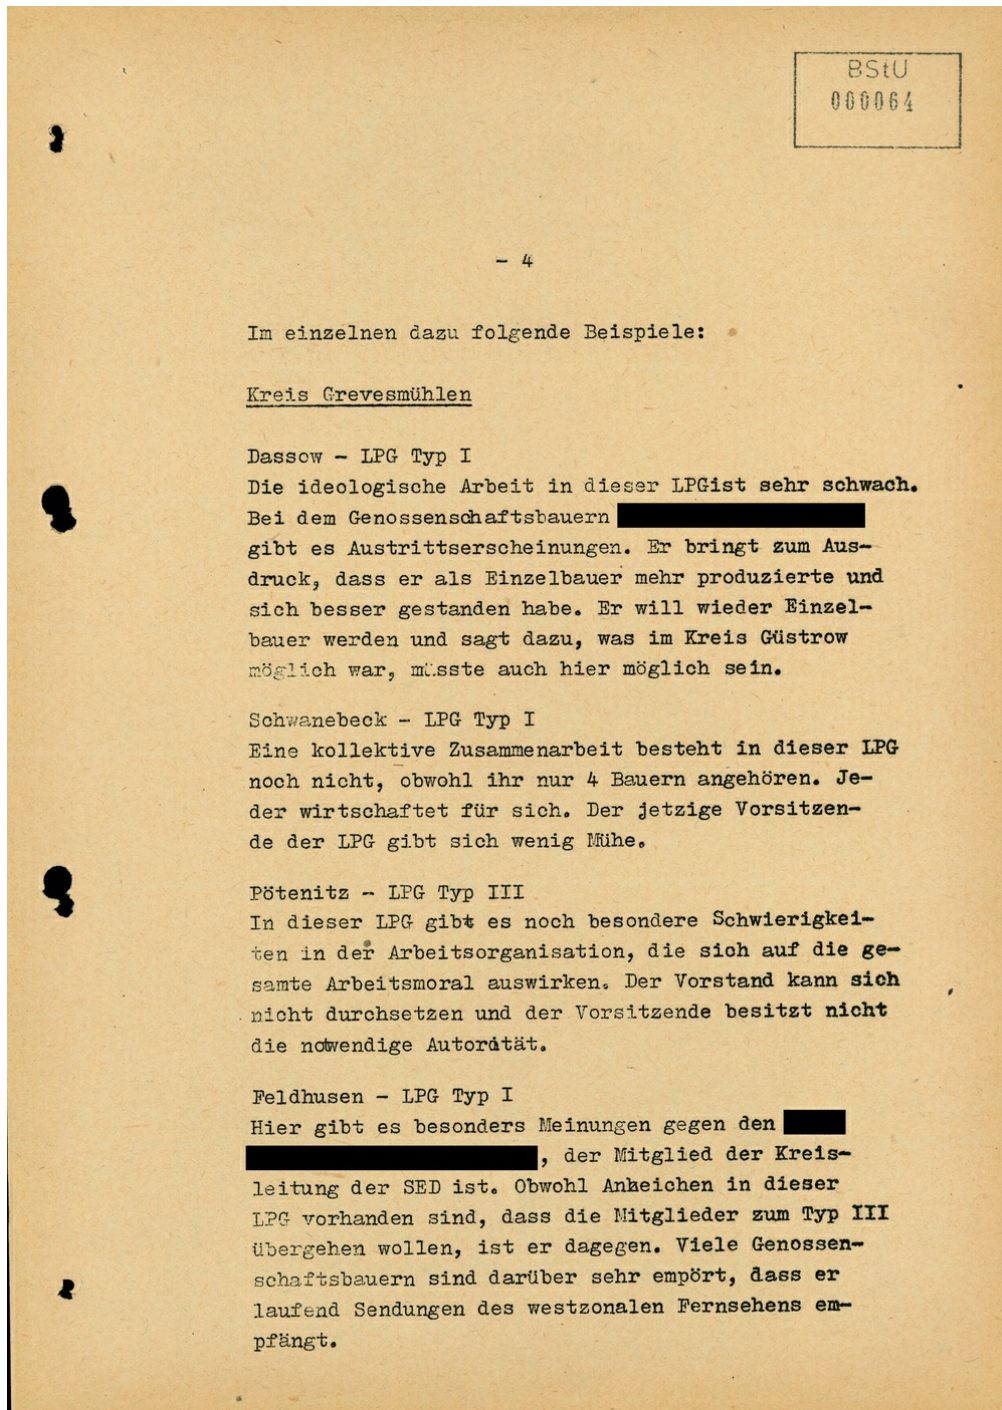 BStU
000064
- 4
Im einzelnen dazu folgende Beispiele:
Kreis Grevesmühlen
Dassow - LPG Typ I
Die ideologische Arbeit in dieser LPGist sehr schwach.
Bei dem Genossenschaftsbauern
gibt es Austrittserscheinungen. Er bringt zum Aus-
druck, dass er als Einzelbauer mehr produzierte und
sich besser gestanden habe. Er will wieder Einzel-
bauer werden und sagt dazu, was im Kreis Güstrow
möglich war, müsste auch hier möglich sein.
Schwanebeck - LPG Typ I
Eine kollektive Zusammenarbeit besteht in dieser LPG
noch nicht, obwohl ihr nur 4 Bauern angehören. Je-
der wirtschaftet für sich. Der jetzige Vorsitzen-
de der LPG gibt sich wenig Mühe.
Pötenitz - LPG Typ III
In dieser LPG gibt es noch besondere Schwierigkei-
ten in der Arbeitsorganisation, die sich auf die ge-
samte Arbeitsmoral auswirken. Der Vorstand kann sich
nicht durchsetzen und der Vorsitzende besitzt nicht
die notwendige Autorität.
Feldhusen - LPG Typ I
Hier gibt es besonders Meinungen gegen den
, der Mitglied der Kreis-
leitung der SED ist. Obwohl Anzeichen in dieser
LPG vorhanden sind, dass die Mitglieder zum Typ III
übergehen wollen, ist er dagegen. Viele Genossen-
schaftsbauern sind darüber sehr empört, dass er
laufend Sendungen des westzonalen Fernsehens em-
pfängt.